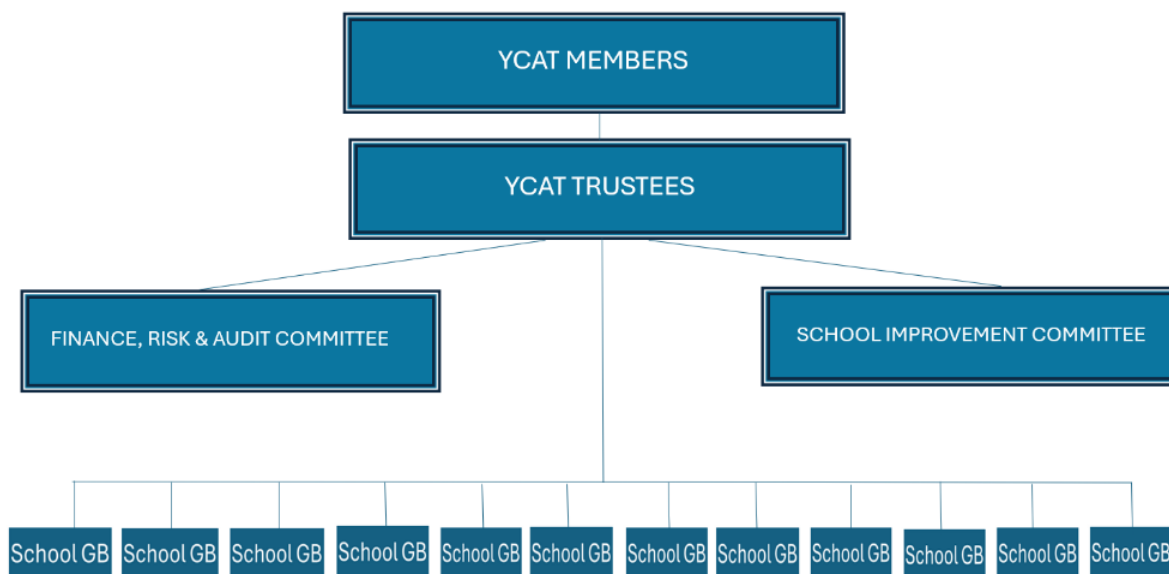 YCAT MEMBERS
YCAT TRUSTEES
FINANCE, RISK & AUDIT COMMITTEE
SCHOOL IMPROVEMENT COMMITTEE
School GB
School GB
School GB
School GB
School GB
School GB
School GB
School GB
School GB
School GB
School GB
School GB